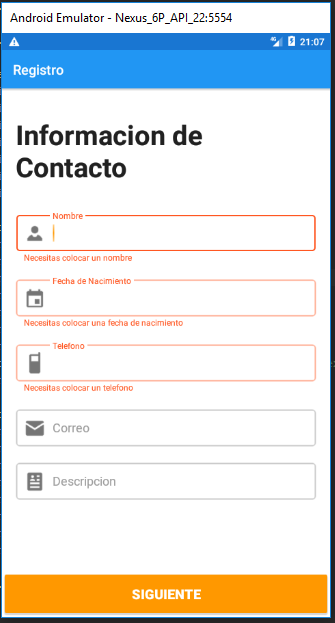 Android Emulator - Nexus_6P_API_22:5554
4G 21:07
Registro
Informacion de
Contacto
Nombre
Necesitas colocar un nombre
Fecha de Nacimiento
Necesitas colocar una fecha de nacimiento
Telefono
Necesitas colocar un telefono
Correo
Descripcion
SIGUIENTE